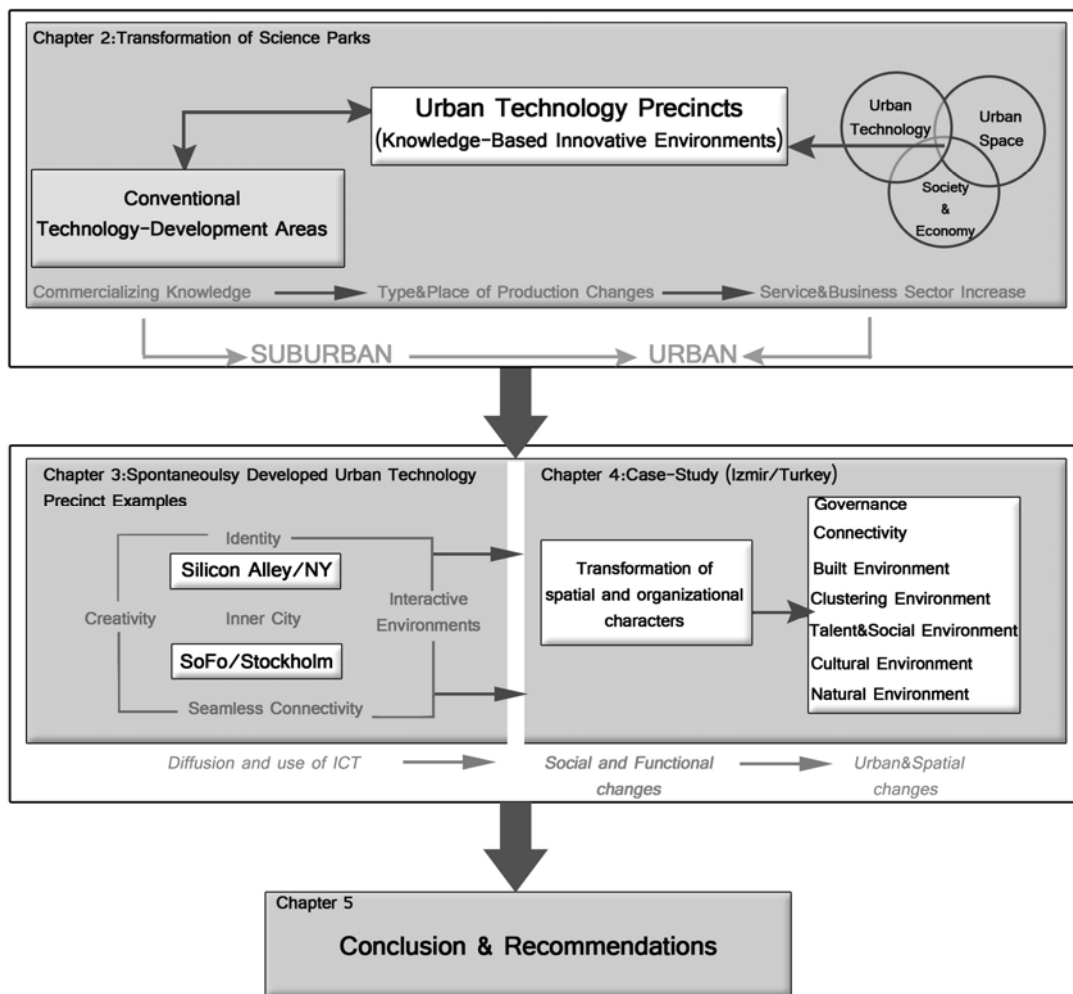 Chapter 2:Transformation of Science Parks
Urban Technology Precincts
(Knowledge-Based Innovative Environments)
Urban
Technology
Urban
Space
Society
&
Economy
Conventional
Technology-Development Areas
Commercializing Knowledge
Type&Place of Production Changes
Service&Business Sector Increase
SUBURBAN
URBAN
Chapter 3:Spontaneoulsy Developed Urban Technology
Precinct Examples
Identity
Silicon Alley/NY
Creativity
Inner City
Interactive
Environments
SoFo/Stockholm
Seamless Connectivity
Chapter 4:Case-Study (Izmir/Turkey)
Transformation of
spatial and organizational
characters
Governance
Connectivity
Built Environment
Clustering Environment
Talent&Social Environment
Cultural Environment
Natural Environment
Diffusion and use of ICT
Social and Functional
changes
Urban&Spatial
changes
Chapter 5
Conclusion & Recommendations